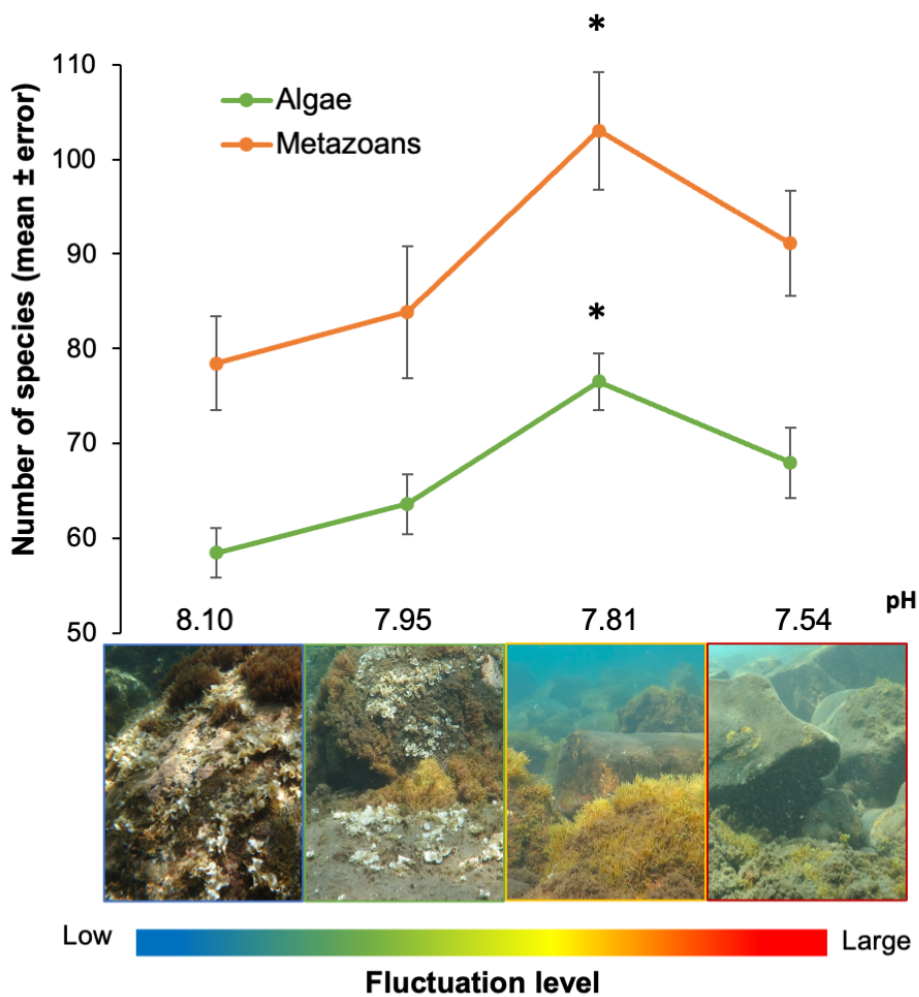 *
110
Algae
Metazoans
100
90
80
*
70
60
50
Number of species (mean ± error)
8.10 7.95 7.81 7.54 pH
Low Large
Fluctuation level